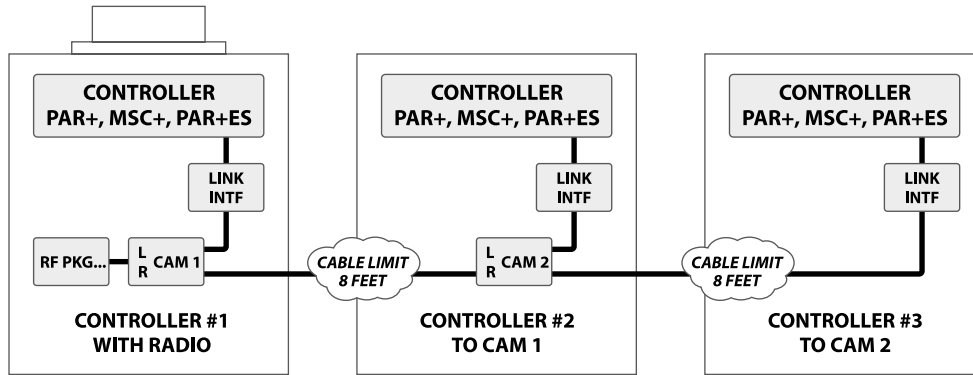 CONTROLLER
PAR+, MSC+, PAR+ES
LINK
INTF
RF PKG...
L
R
CAM 1
CABLE LIMIT
8 FEET
CONTROLLER #1
WITH RADIO
CONTROLLER
PAR+, MSC+, PAR+ES
LINK
INTF
L
R
CAM 2
CABLE LIMIT
8 FEET
CONTROLLER #2
TO CAM 1
CONTROLLER
PAR+, MSC+, PAR+ES
LINK
INTF
CONTROLLER #3
TO CAM 2